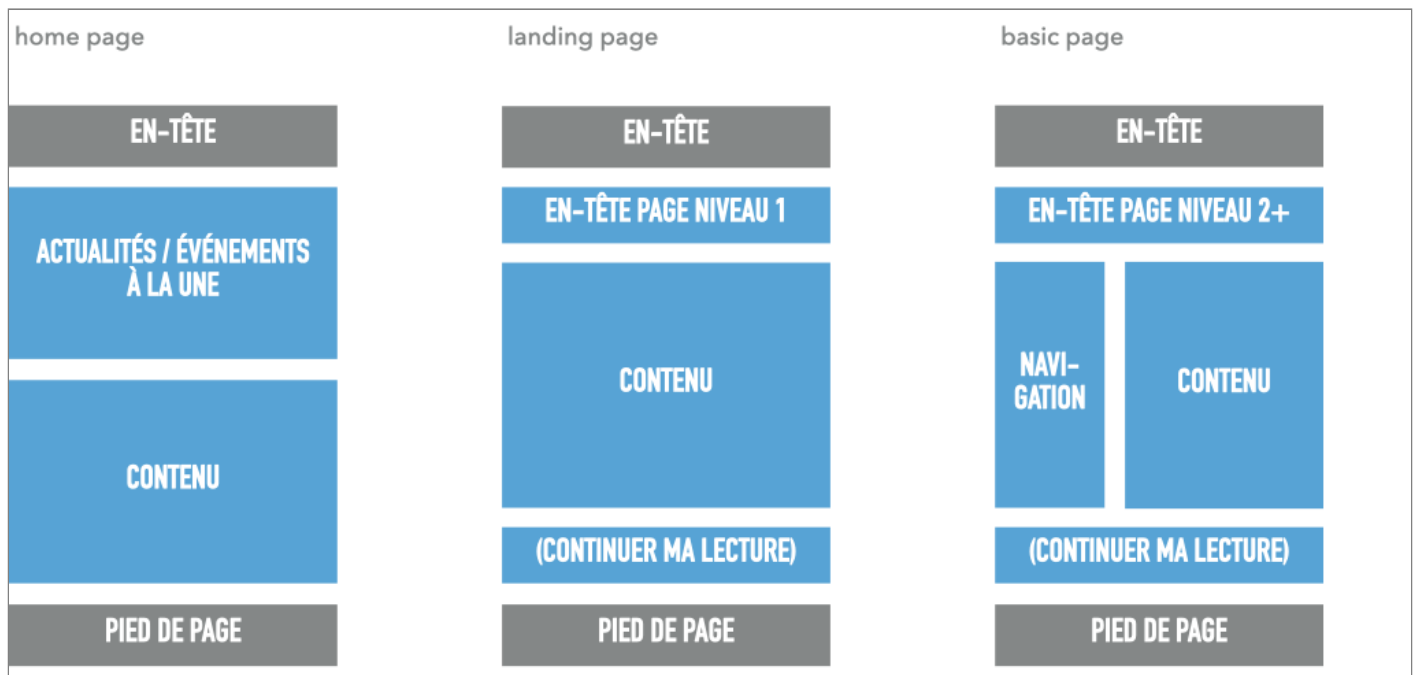 home page
EN-TÊTE
ACTUALITÉS / ÉVÉNEMENTS
À LA UNE
CONTENU
PIED DE PAGE
landing page
EN-TÊTE
EN-TÊTE PAGE NIVEAU 1
CONTENU
(CONTINUER MA LECTURE)
PIED DE PAGE
basic page
EN-TÊTE
EN-TÊTE PAGE NIVEAU 2+
NAVI-
GATION
CONTENU
(CONTINUER MA LECTURE)
PIED DE PAGE